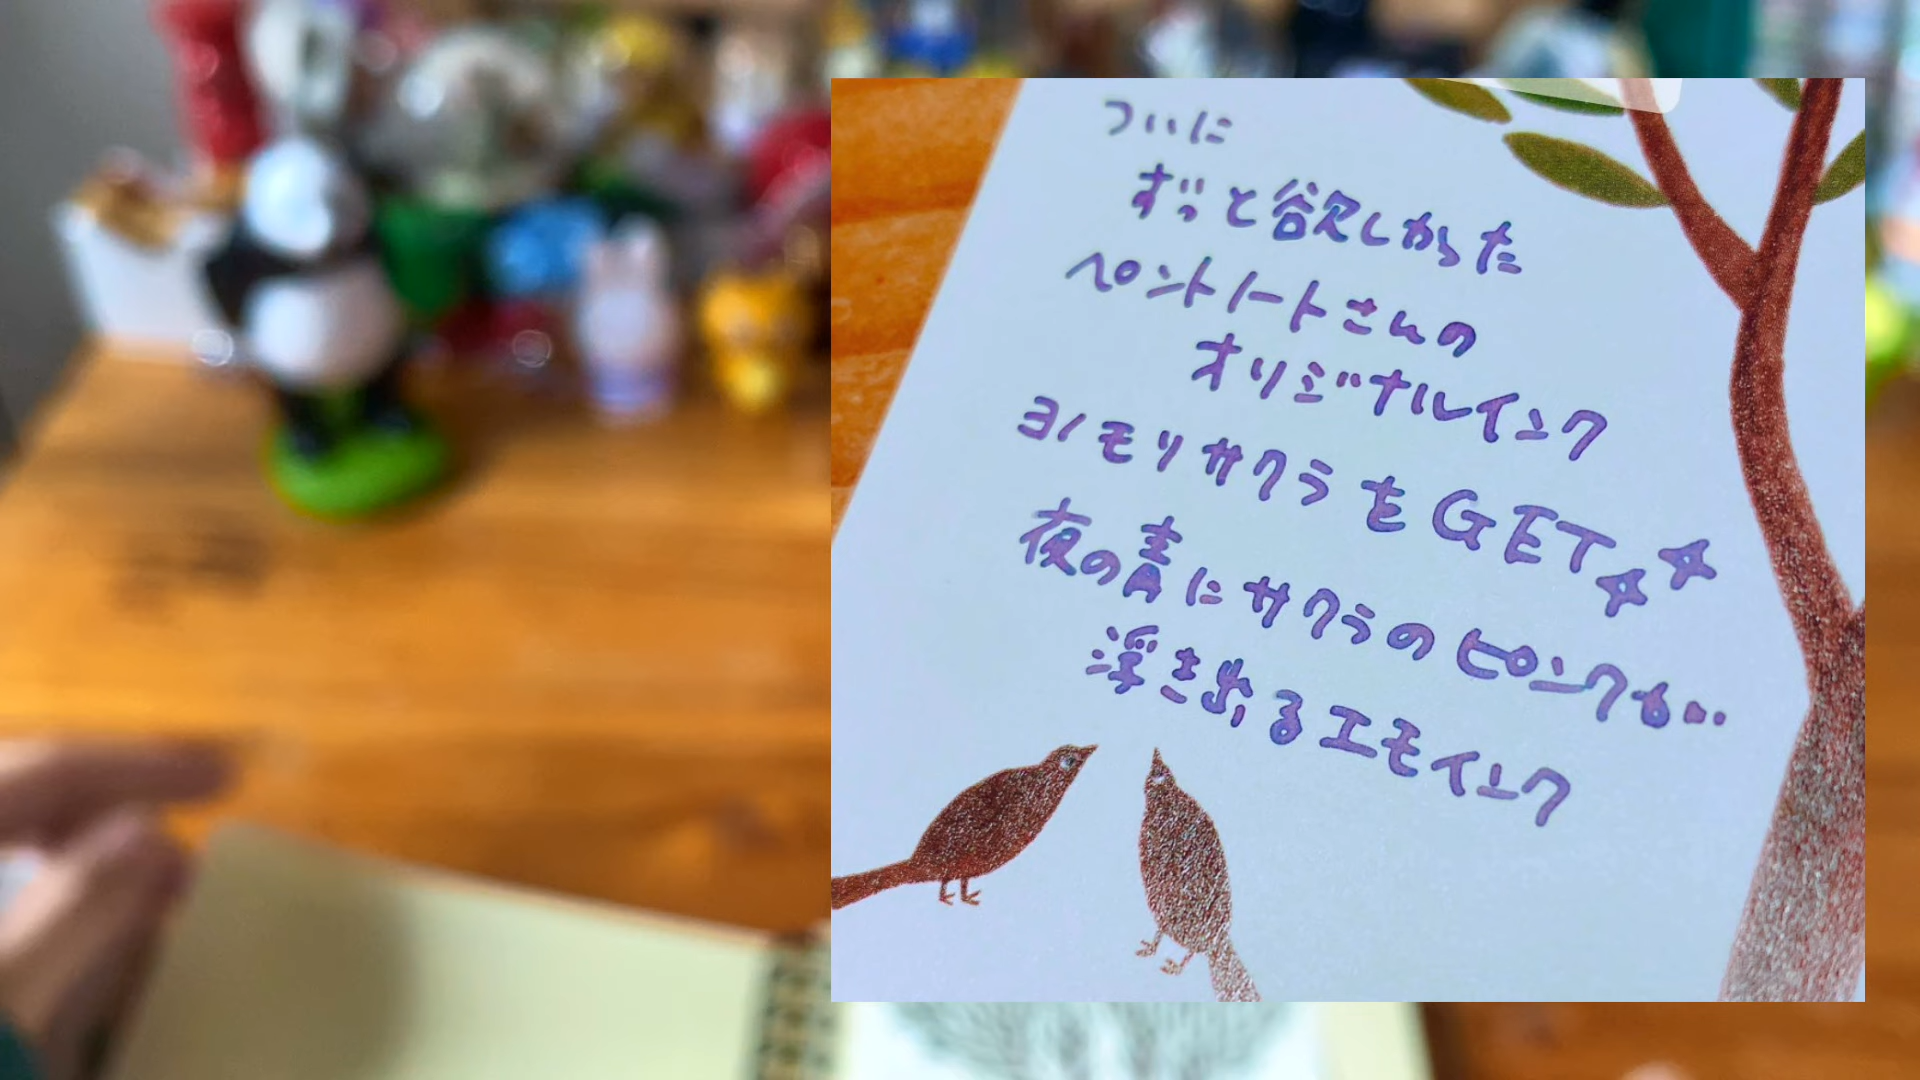 ついに
ずっと欲しかった
ペントノートさんの
オリジナルインク
ヨノモリサクラをGET
夜の青にサクラのピンクが…
浮き出るエモインク